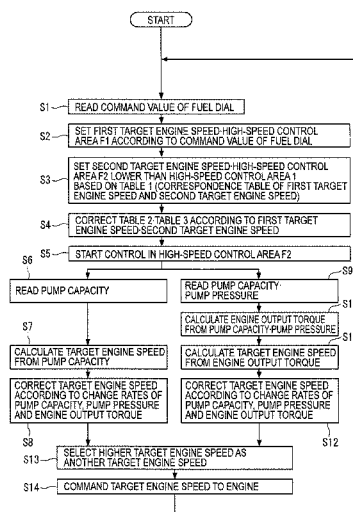 START
S1
READ COMMAND VALUE OF FUEL DIAL
S2
SET FIRST TARGET ENGINE SPEED·HIGH-SPEED CONTROL
AREA F1 ACCORDING TO COMMAND VALUE OF FUEL DIAL
S3
SET SECOND TARGET ENGINE SPEED·HIGH-SPEED CONTROL
AREA F2 LOWER THAN HIGH-SPEED CONTROL AREA 1
BASED ON TABLE 1 (CORRESPONDENCE TABLE OF FIRST TARGET
ENGINE SPEED AND SECOND TARGET ENGINE SPEED)
S4
CORRECT TABLE 2·TABLE 3 ACCORDING TO FIRST TARGET
ENGINE SPEED·SECOND TARGET ENGINE SPEED
S5
START CONTROL IN HIGH-SPEED CONTROL AREA F2
S6
READ PUMP CAPACITY
S9
READ PUMP CAPACITY·
PUMP PRESSURE
S1
CALCULATE ENGINE OUTPUT TORQUE
FROM PUMP CAPACITY·PUMP PRESSURE
S7
CALCULATE TARGET ENGINE SPEED
FROM PUMP CAPACITY
S1
CALCULATE TARGET ENGINE SPEED
FROM ENGINE OUTPUT TORQUE
CORRECT TARGET ENGINE SPEED
ACCORDING TO CHANGE RATES OF
PUMP CAPACITY, PUMP PRESSURE
AND ENGINE OUTPUT TORQUE
S8
CORRECT TARGET ENGINE SPEED
ACCORDING TO CHANGE RATES OF
PUMP CAPACITY, PUMP PRESSURE
AND ENGINE OUTPUT TORQUE
S12
S13
SELECT HIGHER TARGET ENGINE SPEED AS
ANOTHER TARGET ENGINE SPEED
S14
COMMAND TARGET ENGINE SPEED TO ENGINE